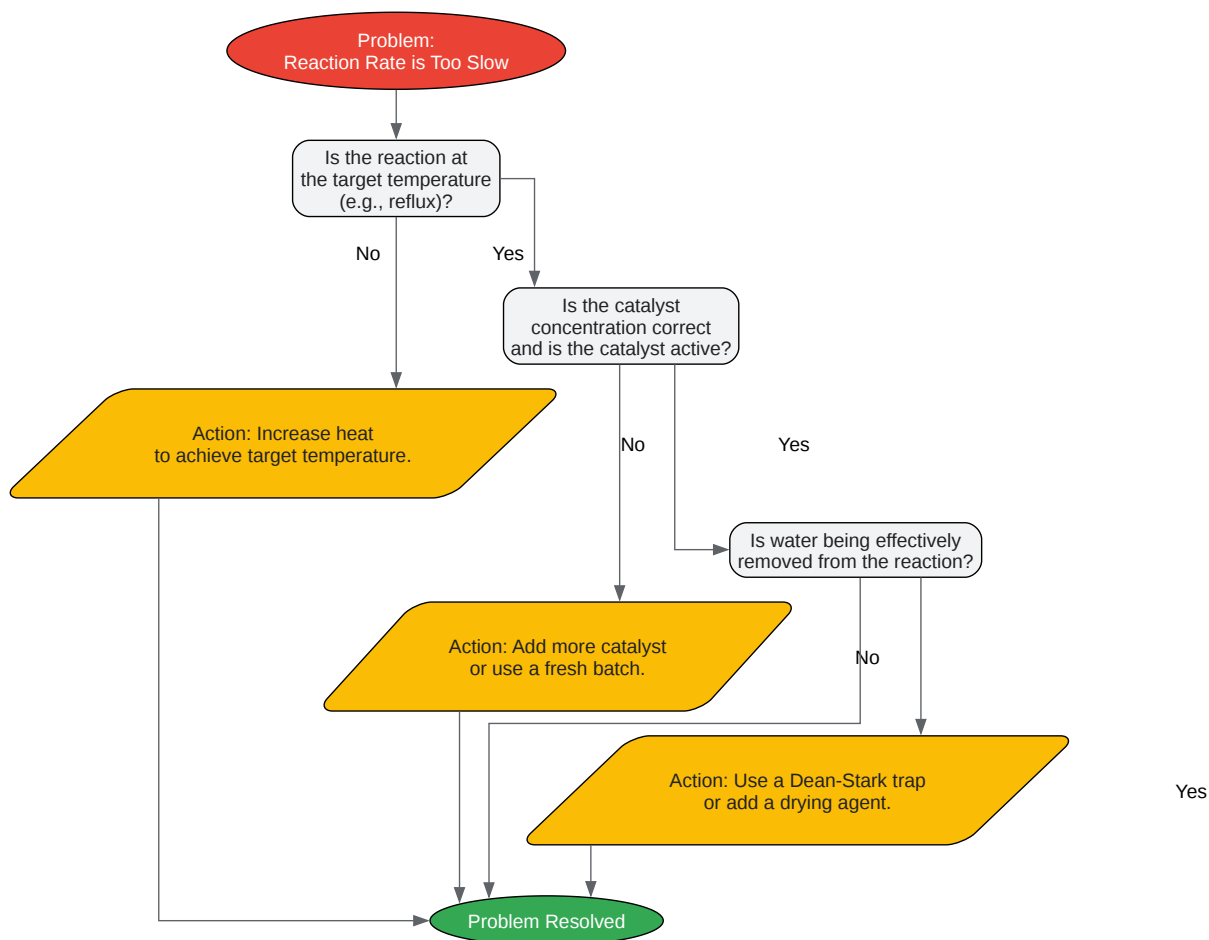 Problem:
Reaction Rate is Too Slow
Is the reaction at
the target temperature
(e.g., reflux)?
No
Yes
Is the catalyst
concentration correct
and is the catalyst active?
Action: Increase heat
to achieve target temperature.
No
Yes
Is water being effectively
removed from the reaction?
Action: Add more catalyst
or use a fresh batch.
No
Action: Use a Dean-Stark trap
or add a drying agent.
Yes
Problem Resolved